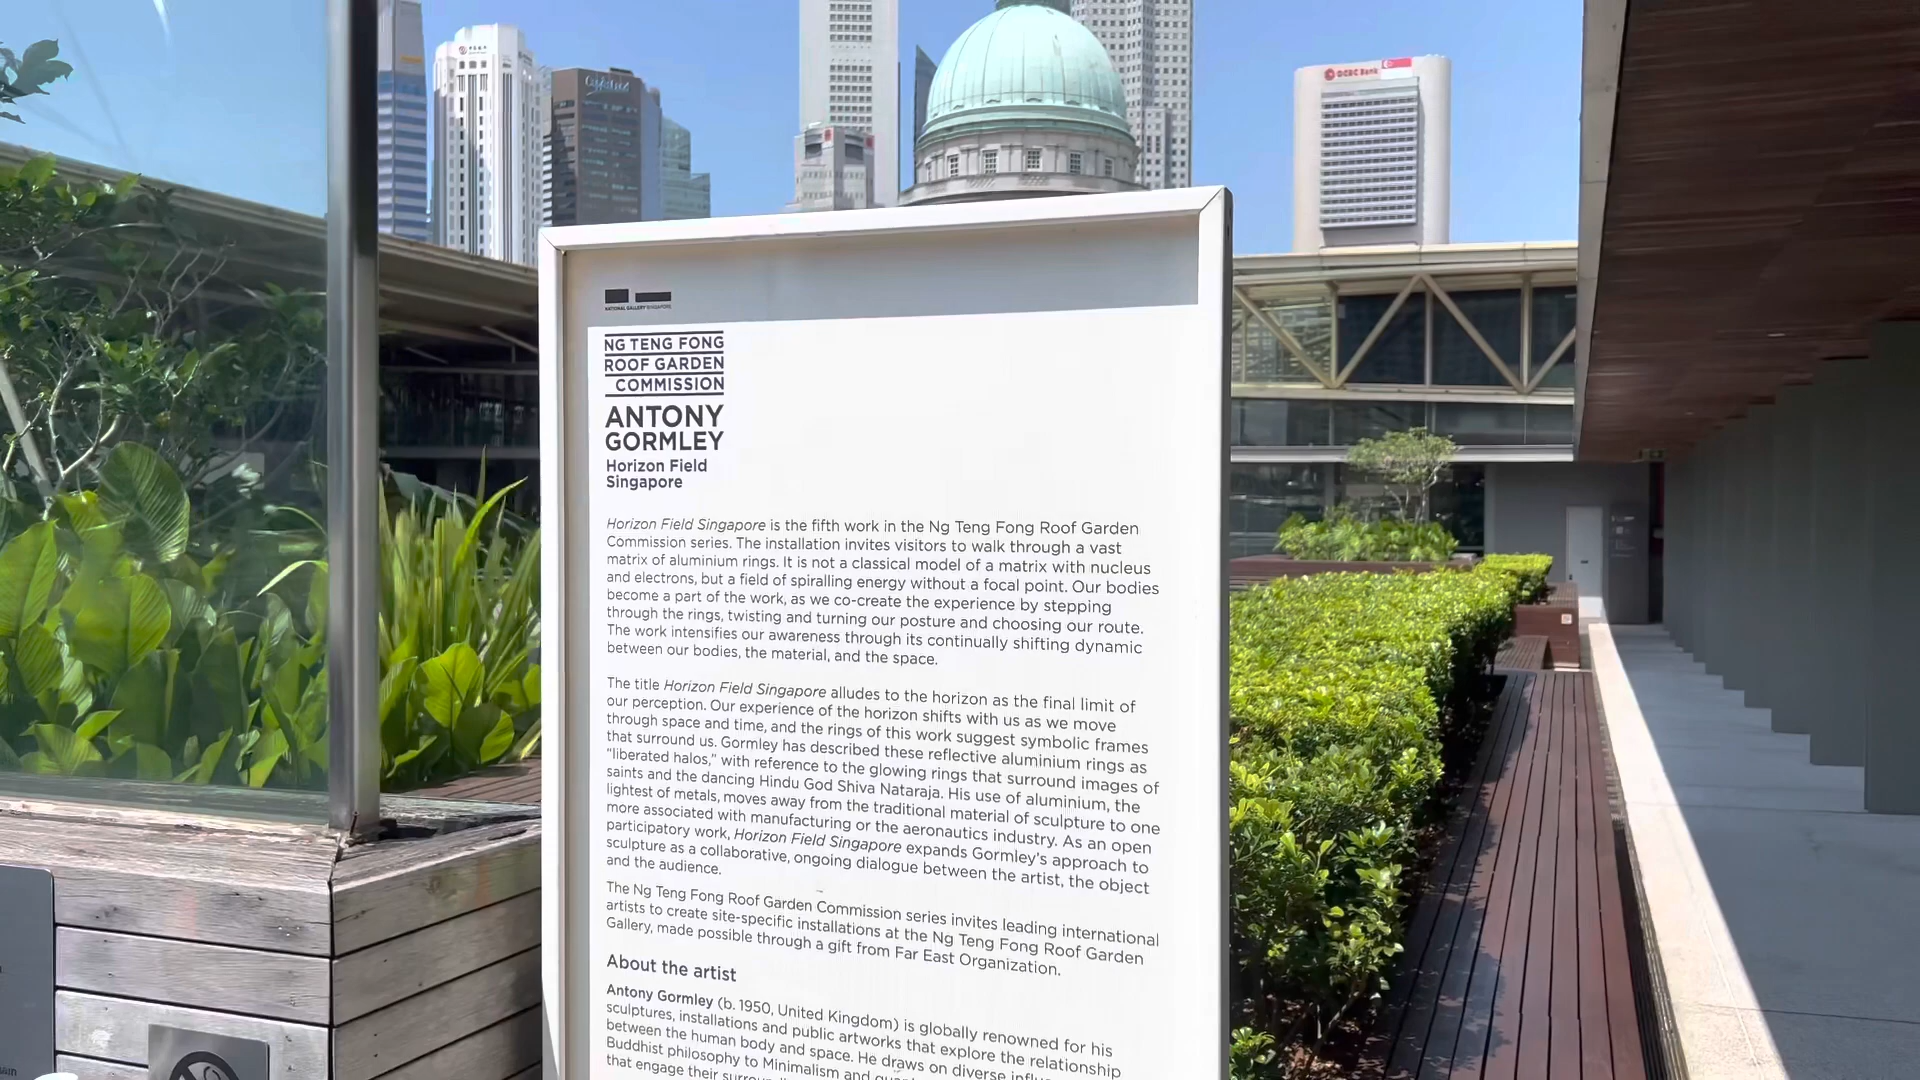 CapitaLand
OCBC Bank
NATIONAL GALLERY SINGAPORE
NG TENG FONG
ROOF GARDEN
COMMISSION
ANTONY
GORMLEY
Horizon Field
Singapore
Horizon Field Singapore is the fifth work in the Ng Teng Fong Roof Garden
Commission series. The installation invites visitors to walk through a vast
matrix of aluminium rings. It is not a classical model of a matrix with nucleus
and electrons, but a field of spiralling energy without a focal point. Our bodies
become a part of the work, as we co-create the experience by stepping
through the rings, twisting and turning our posture and choosing our route.
The work intensifies our awareness through its continually shifting dynamic
between our bodies, the material, and the space.
The title Horizon Field Singapore alludes to the horizon as the final limit of
our perception. Our experience of the horizon shifts with us as we move
through space and time, and the rings of this work suggest symbolic frames
that surround us. Gormley has described these reflective aluminium rings as
“liberated halos,” with reference to the glowing rings that surround images of
saints and the dancing Hindu God Shiva Nataraja. His use of aluminium, the
lightest of metals, moves away from the traditional material of sculpture to one
more associated with manufacturing or the aeronautics industry. As an open
participatory work, Horizon Field Singapore expands Gormley’s approach to
sculpture as a collaborative, ongoing dialogue between the artist, the object
and the audience.
The Ng Teng Fong Roof Garden Commission series invites leading international
artists to create site-specific installations at the Ng Teng Fong Roof Garden
Gallery, made possible through a gift from Far East Organization.
About the artist
Antony Gormley (b. 1950, United Kingdom) is globally renowned for his
sculptures, installations and public artworks that explore the relationship
between the human body and space. He draws on diverse
Buddhist philosophy to Minimalism and
that engage their